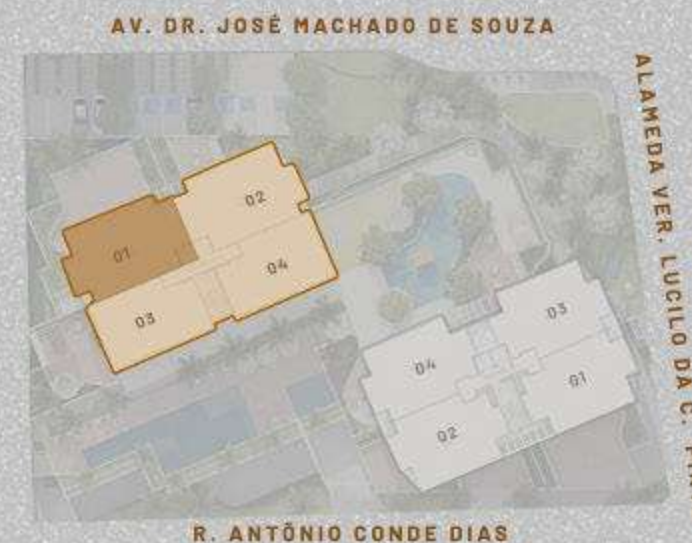 AV. DR. JOSÉ MACHADO DE SOUZA
ALAMEDA VER. LUCILO DA C.
02
01
04
03
03
04
01
02
R. ANTÔNIO CONDE DIAS